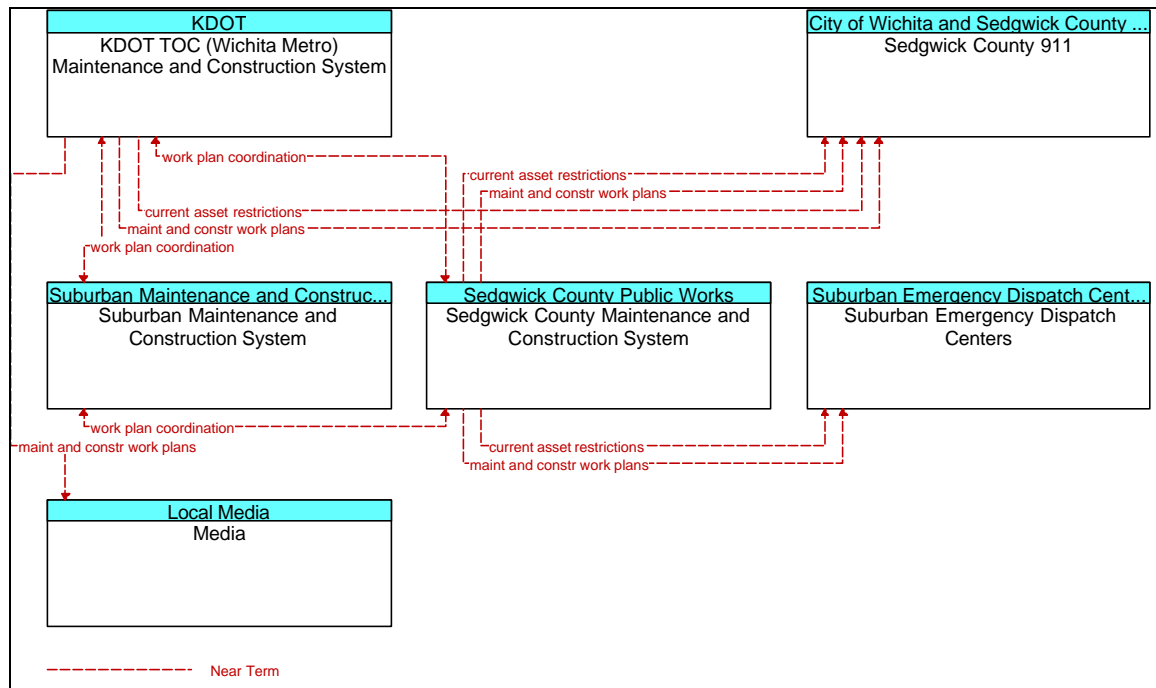 KDOT
KDOT TOC (Wichita Metro)
Maintenance and Construction System
City of Wichita and Sedgwick County ...
Sedgwick County 911
work plan coordination
current asset restrictions
maint and constr work plans
current asset restrictions
maint and constr work plans
work plan coordination
Suburban Maintenance and Construc...
Suburban Maintenance and
Construction System
Sedgwick County Public Works
Sedgwick County Maintenance and
Construction System
Suburban Emergency Dispatch Cent...
Suburban Emergency Dispatch
Centers
work plan coordination
maint and constr work plans
current asset restrictions
maint and constr work plans
Local Media
Media
Near Term